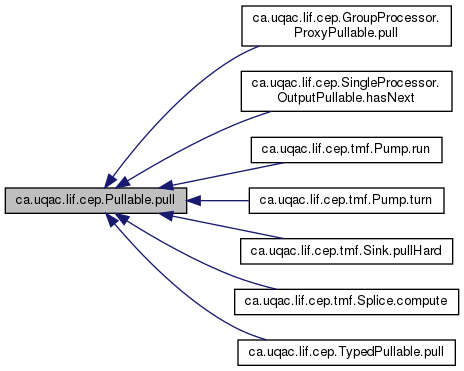 ca.uqac.lif.cep.GroupProcessor.
ProxyPullable.pull
ca.uqac.lif.cep.SingleProcessor.
OutputPullable.hasNext
ca.uqac.lif.cep.tmf.Pump.run
ca.uqac.lif.cep.Pullable.pull
ca.uqac.lif.cep.tmf.Pump.turn
ca.uqac.lif.cep.tmf.Sink.pullHard
ca.uqac.lif.cep.tmf.Splice.compute
ca.uqac.lif.cep.TypedPullable.pull